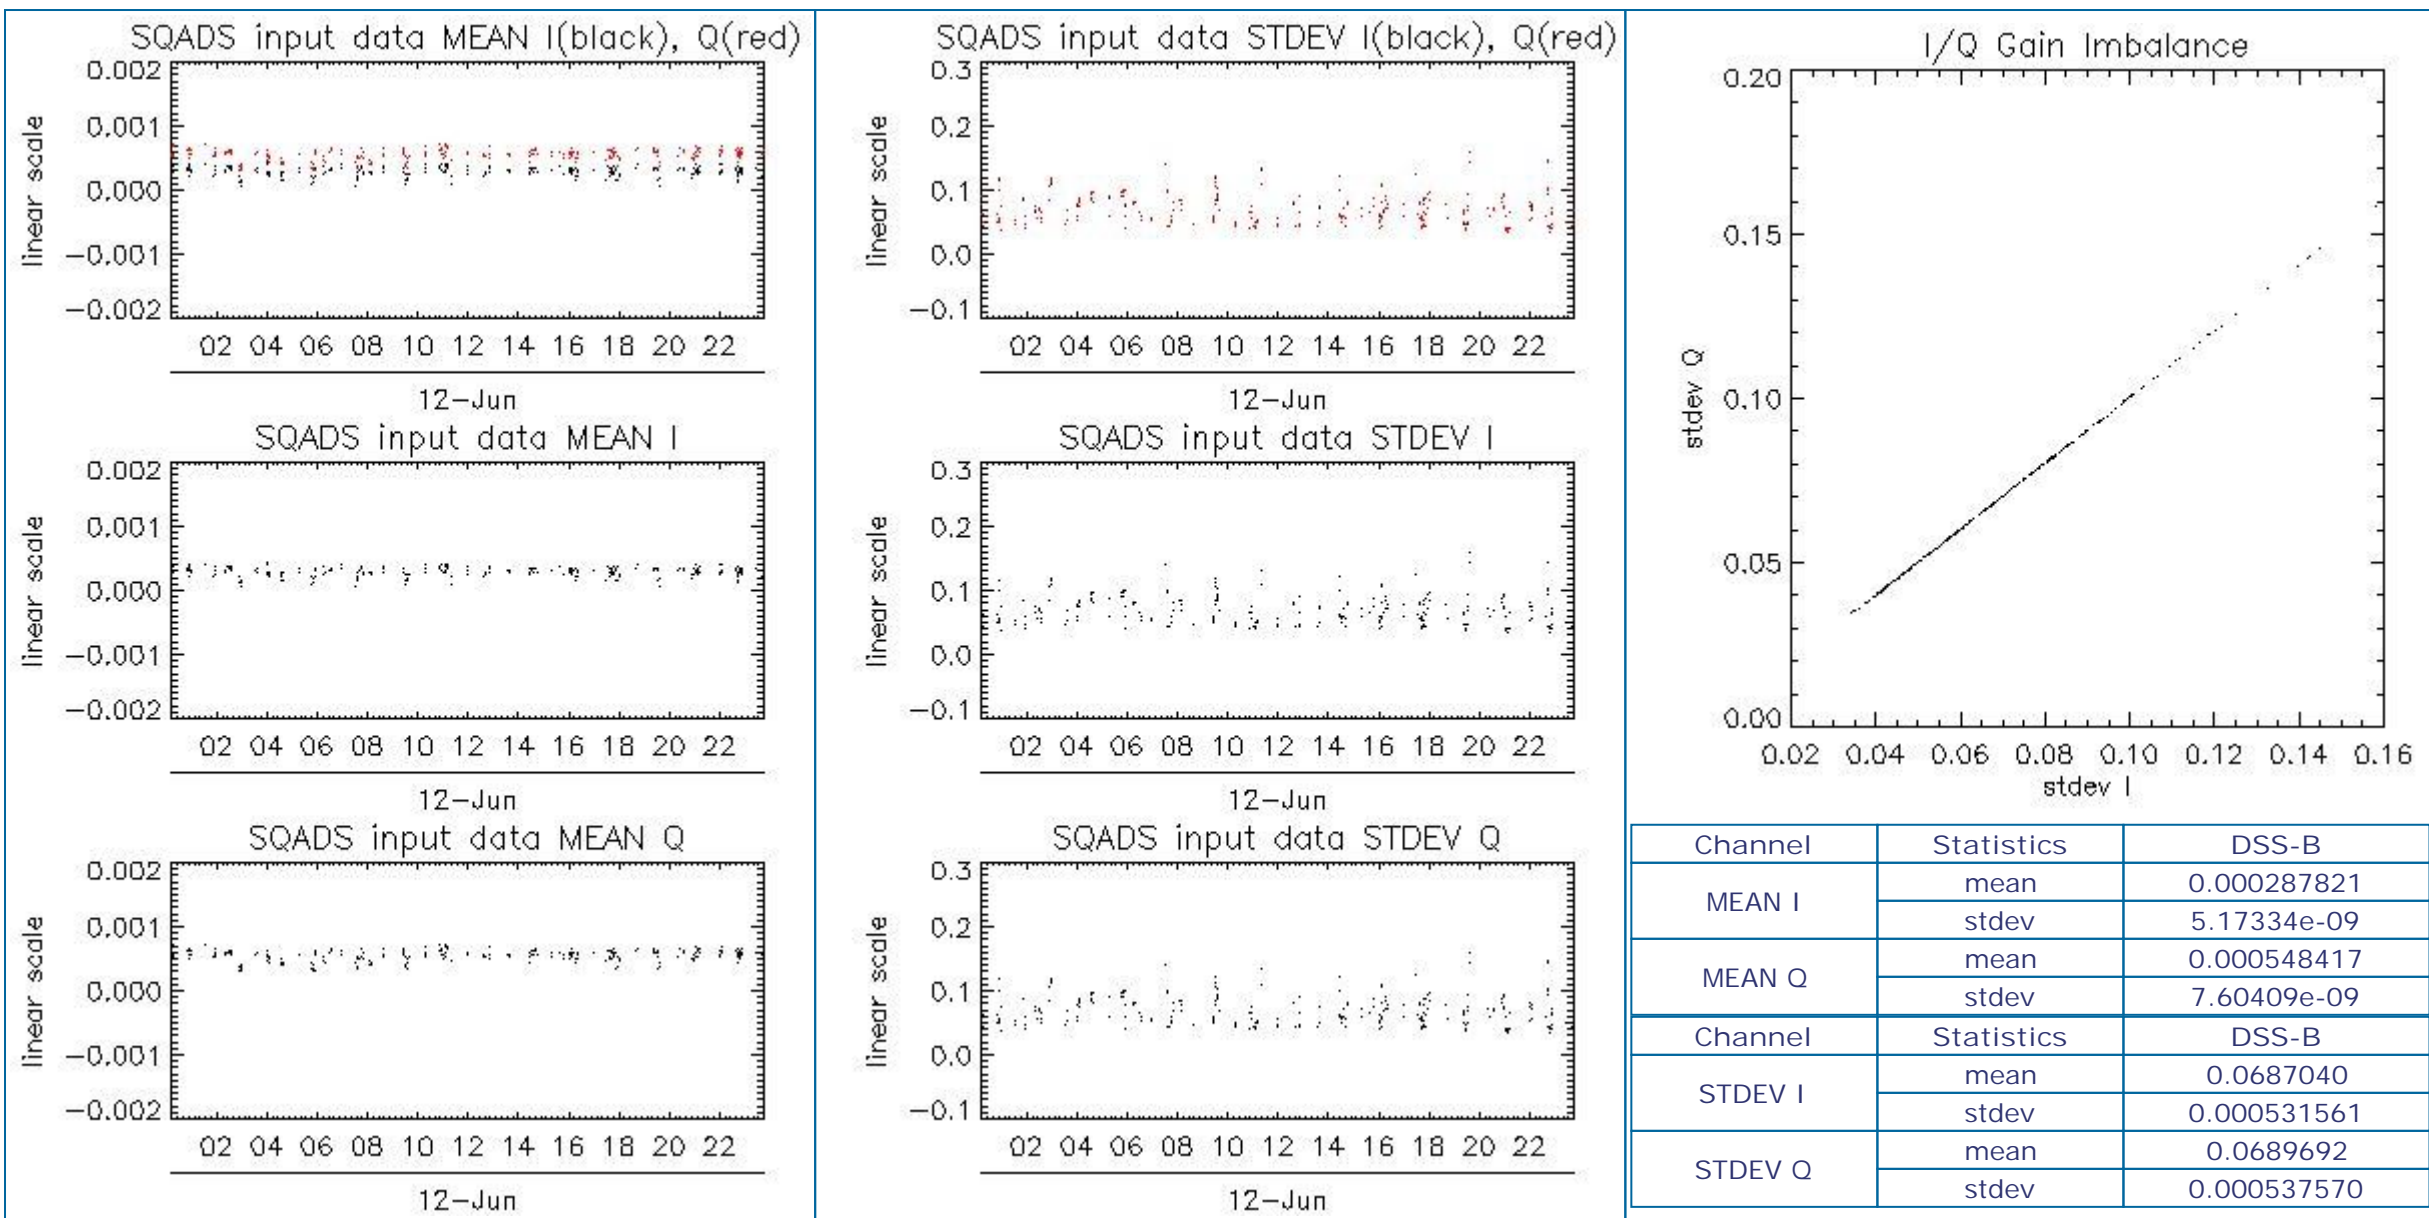 SQADS input data MEAN I(black), Q(red)
0.002
0.001
0.000
-0.001
-0.002
linear scale
02 04 06 08 10 12 14 16 18 20 22
12-Jun
SQADS input data MEAN I
0.002
0.001
0.000
-0.001
-0.002
linear scale
02 04 06 08 10 12 14 16 18 20 22
12-Jun
SQADS input data MEAN Q
0.002
0.001
0.000
-0.001
-0.002
linear scale
02 04 06 08 10 12 14 16 18 20 22
12-Jun
SQADS input data STDEV I(black), Q(red)
0.3
0.2
0.1
0.0
-0.1
linear scale
02 04 06 08 10 12 14 16 18 20 22
12-Jun
SQADS input data STDEV I
0.3
0.2
0.1
0.0
-0.1
linear scale
02 04 06 08 10 12 14 16 18 20 22
12-Jun
SQADS input data STDEV Q
0.3
0.2
0.1
0.0
-0.1
linear scale
02 04 06 08 10 12 14 16 18 20 22
12-Jun
I/Q Gain Imbalance
0.20
0.15
0.10
0.05
0.00
stdev Q
0.02 0.04 0.06 0.08 0.10 0.12 0.14 0.16
stdev I
Channel Statistics DSS-B
MEAN I mean 0.000287821
stdev 5.17334e-09
MEAN Q mean 0.000548417
stdev 7.60409e-09
Channel Statistics DSS-B
STDEV I mean 0.0687040
stdev 0.000531561
STDEV Q mean 0.0689692
stdev 0.000537570